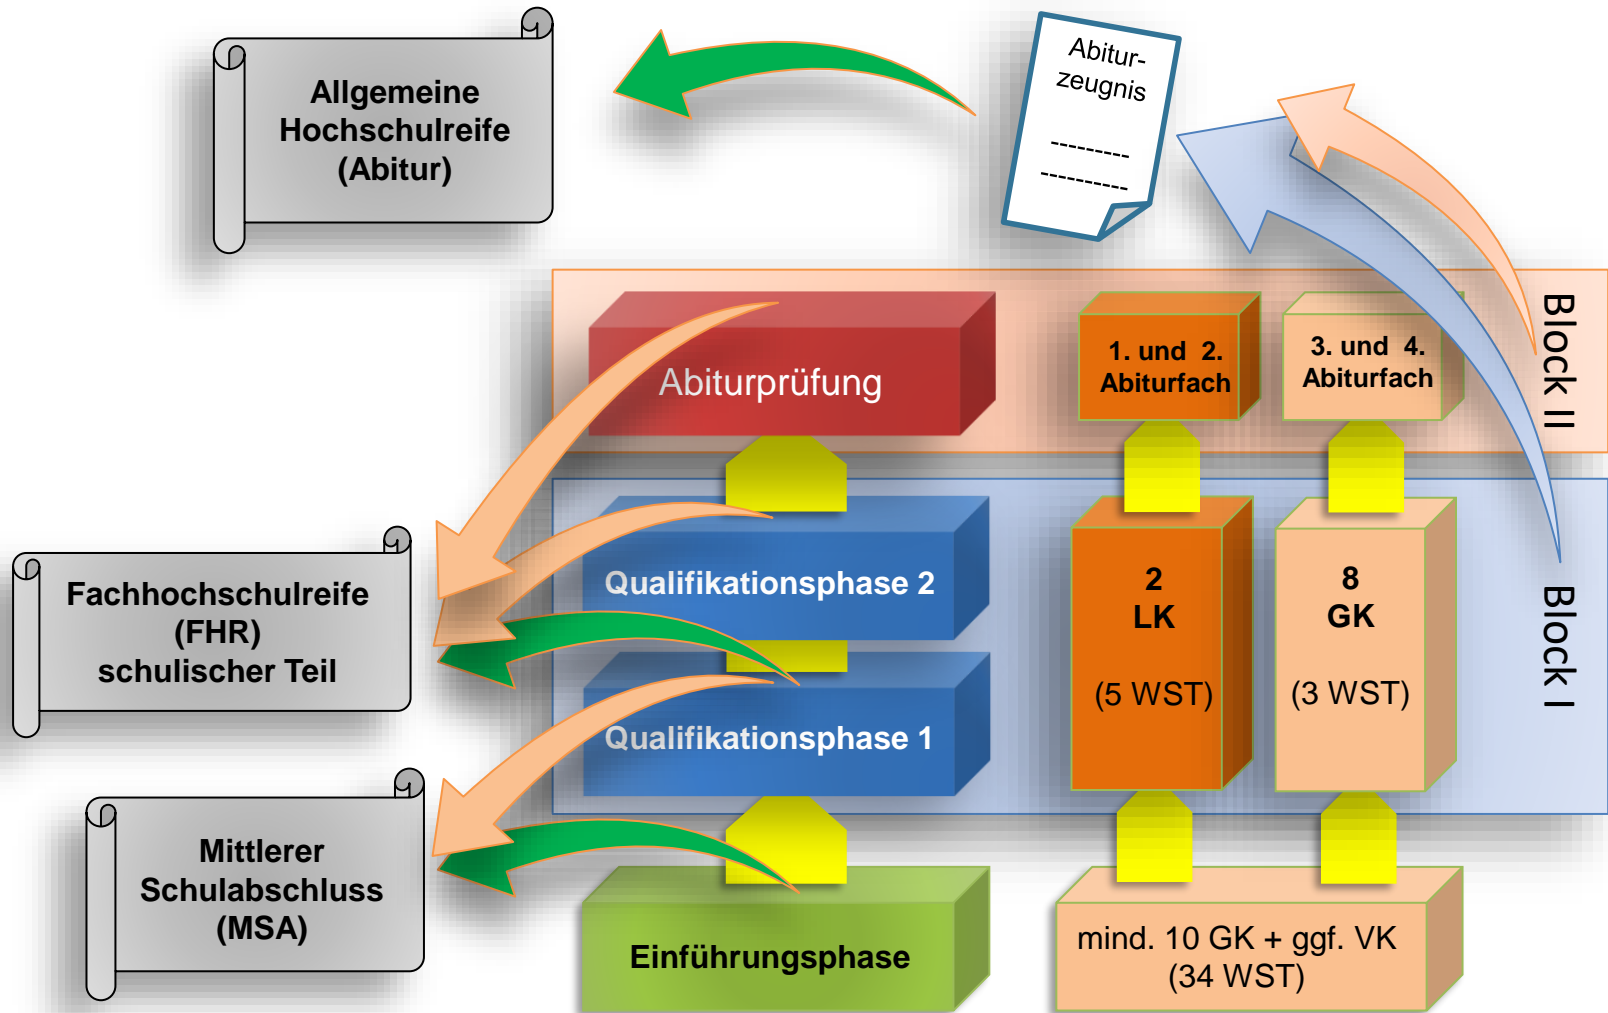 Allgemeine
Hochschulreife
(Abitur)
Abitur-
zeugnis
----------
-----------
Block II
Abiturprüfung
1. und 2.
Abiturfach
3. und 4.
Abiturfach
Fachhochschulreife
(FHR)
schulischer Teil
Qualifikationsphase 2
Qualifikationsphase 1
2
LK
(5 WST)
8
GK
(3 WST)
Block I
Mittlerer
Schulabschluss
(MSA)
Einführungsphase
mind. 10 GK + ggf. VK
(34 WST)